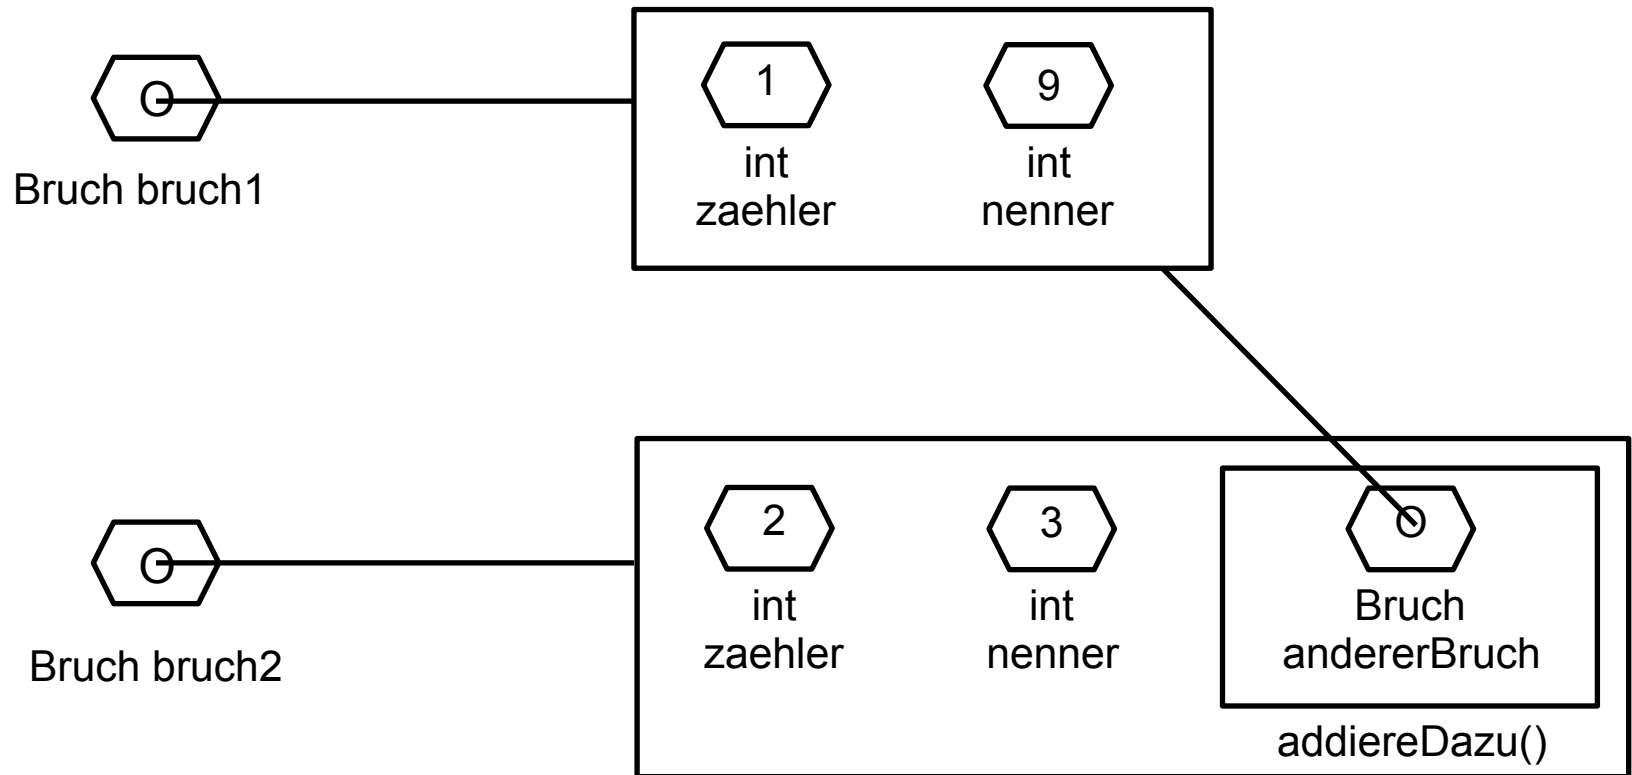 O
Bruch bruch1
1
int
zaehler
9
int
nenner
O
Bruch bruch2
2
int
zaehler
3
int
nenner
O
Bruch
andererBruch
addiereDazu()